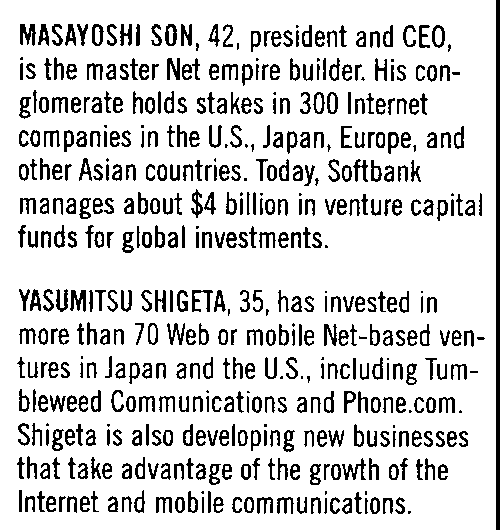 MASAYOSHI SON, 42, president and CEO,
is the master Net empire builder. His con-
glomerate holds stakes in 300 Internet
companies in the U.S., Japan, Europe, and
other Asian countries. Today, Softbank
manages about $4 billion in venture capital
funds for global investments.
YASUMITSU SHIGETA, 35, has invested in
more than 70 Web or mobile Net-based ven-
tures in Japan and the U.S., including Tum-
bleweed Communications and Phone.com.
Shigeta is also developing new businesses
that take advantage of the growth of the
Internet and mobile communications.